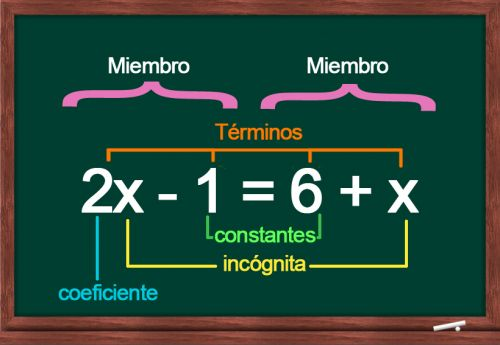 Miembro Miembro
Términos
2x - 1 = 6 + x
constantes
incógnita
coeficiente